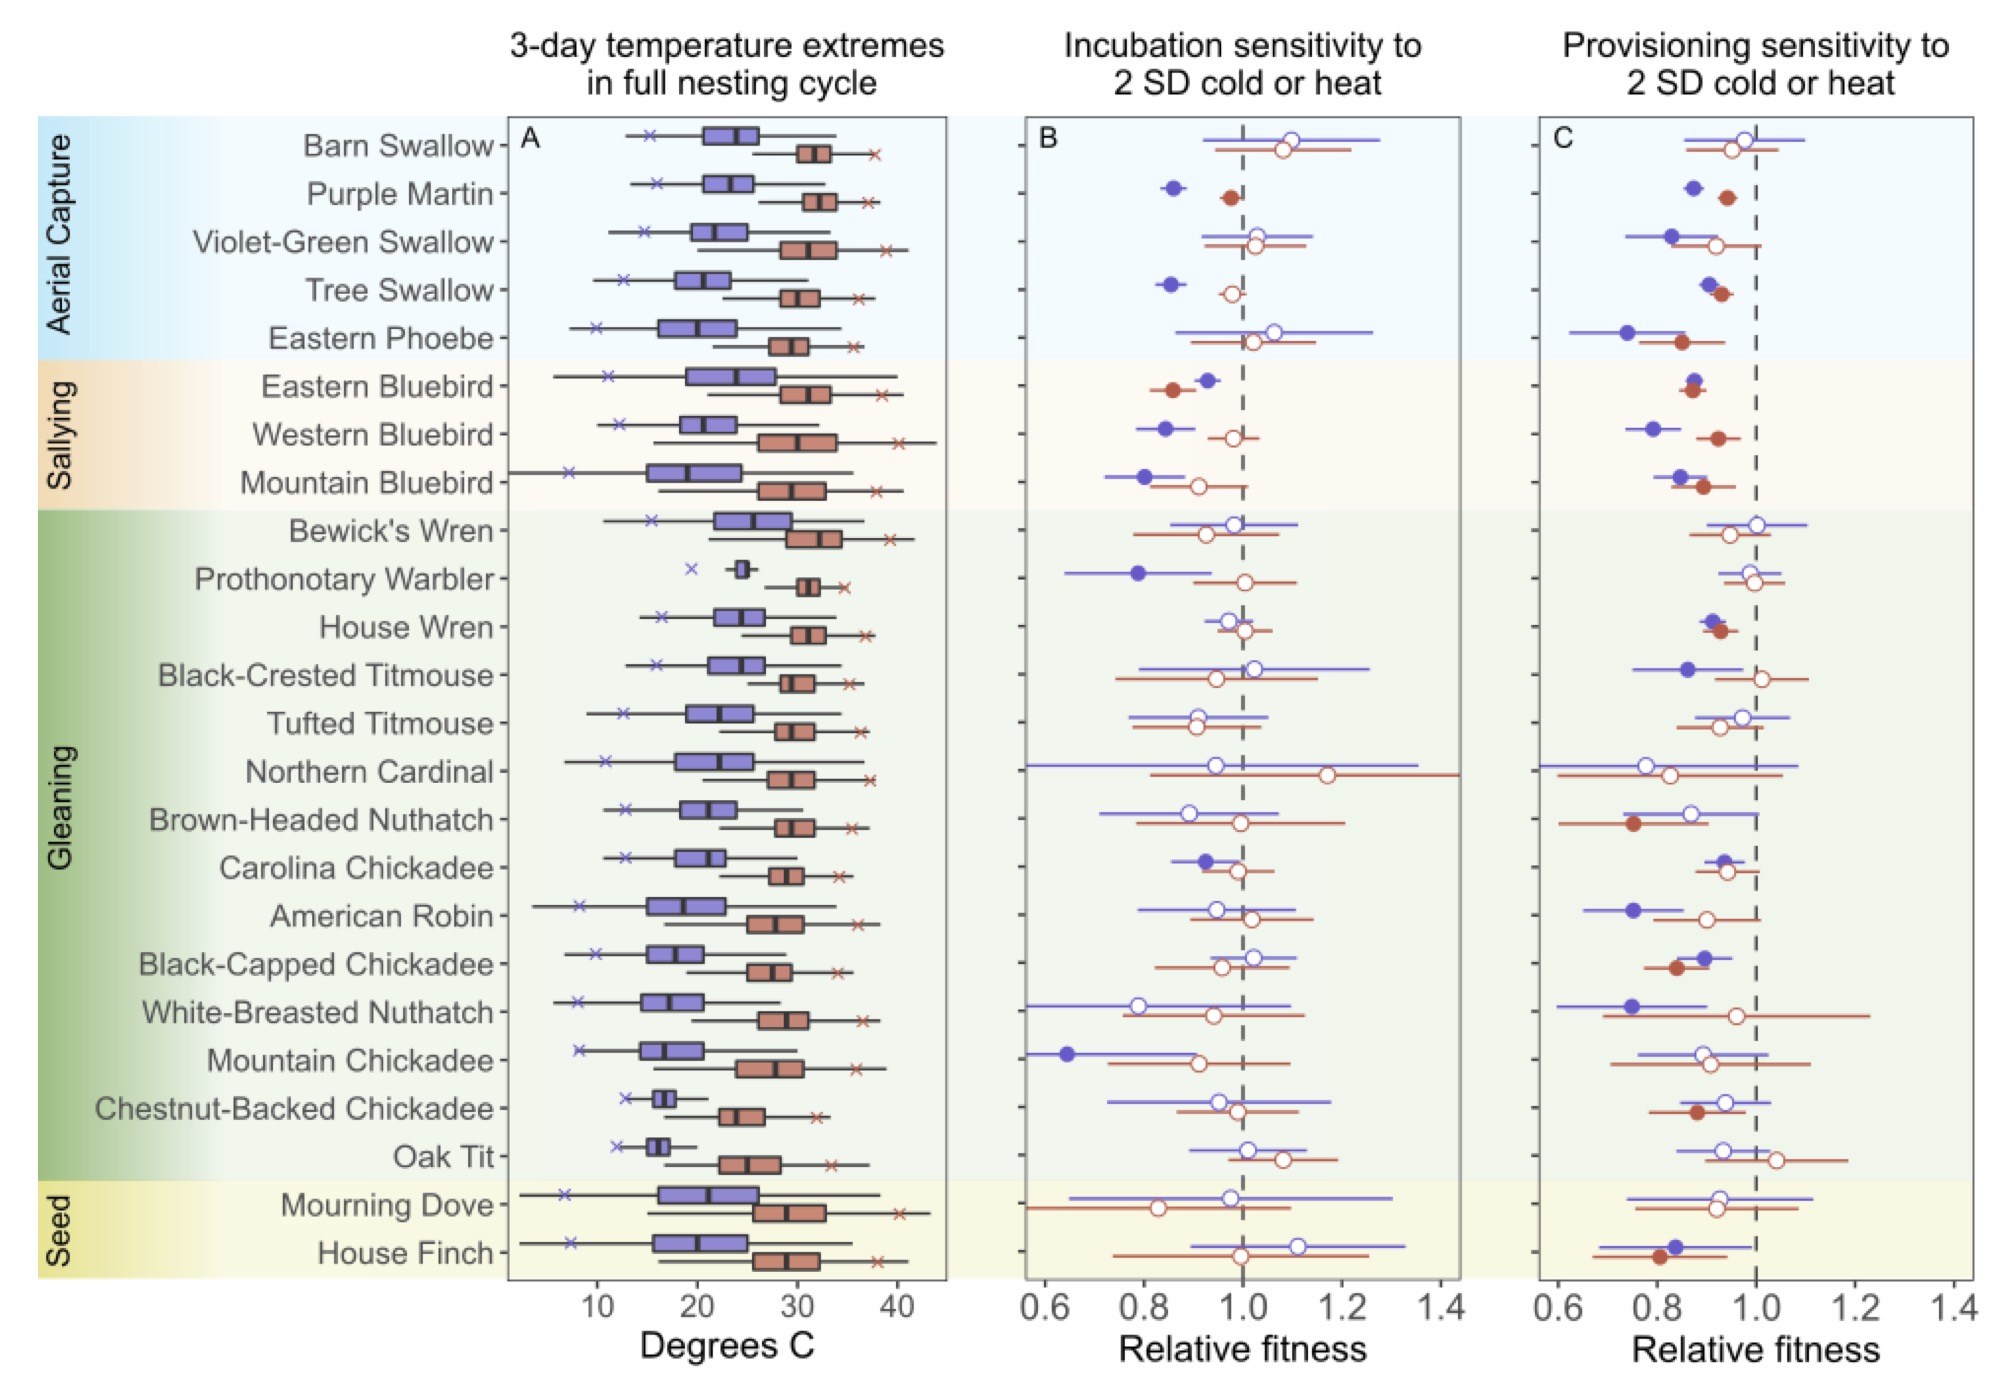 3-day temperature extremes
in full nesting cycle
Incubation sensitivity to
2 SD cold or heat
Provisioning sensitivity to
2 SD cold or heat
A
B
C
Aerial Capture
Barn Swallow
Purple Martin
Violet-Green Swallow
Tree Swallow
Eastern Phoebe
Sallying
Eastern Bluebird
Western Bluebird
Mountain Bluebird
Gleaning
Bewick's Wren
Prothonotary Warbler
House Wren
Black-Crested Titmouse
Tufted Titmouse
Northern Cardinal
Brown-Headed Nuthatch
Carolina Chickadee
American Robin
Black-Capped Chickadee
White-Breasted Nuthatch
Mountain Chickadee
Chestnut-Backed Chickadee
Oak Tit
Seed
Mourning Dove
House Finch
10 20 30 40
Degrees C
0.6 0.8 1.0 1.2 1.4
Relative fitness
0.6 0.8 1.0 1.2 1.4
Relative fitness